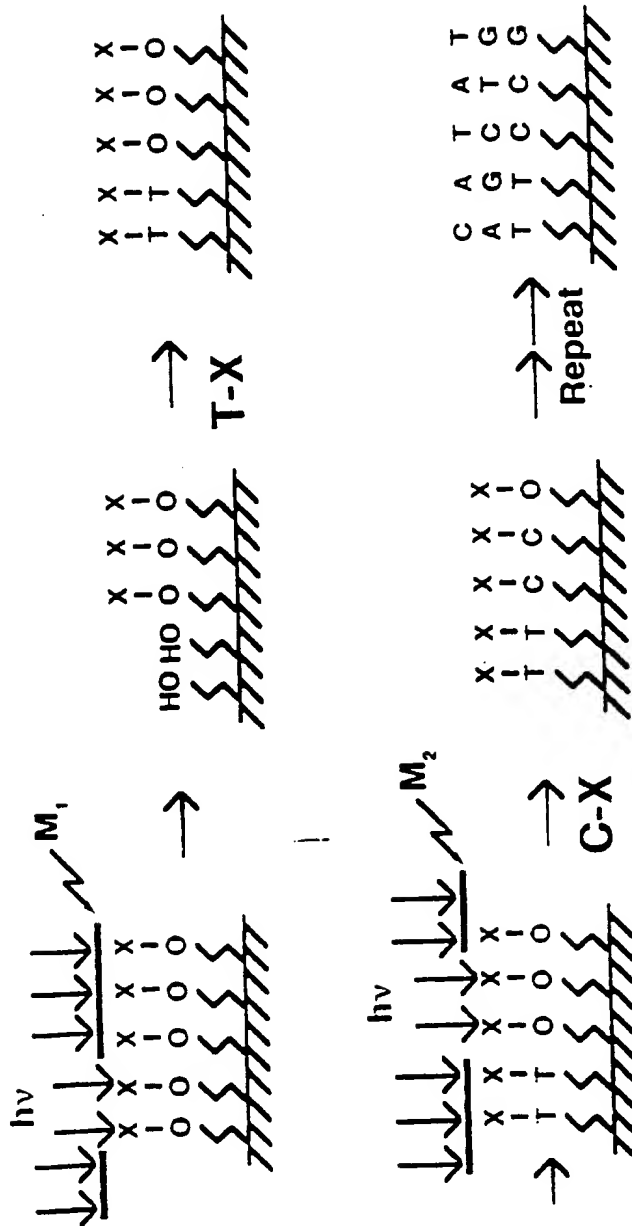 hν
M₁
X X X X X
O O O O O
X X X
HO HO O O O
T-X
X X X X X
T T O O O
hν
M₂
X X X X X
T T O O O
C-X
X X X X X
T T C C O
Repeat
C A T A T
A G C T G
T T C C G